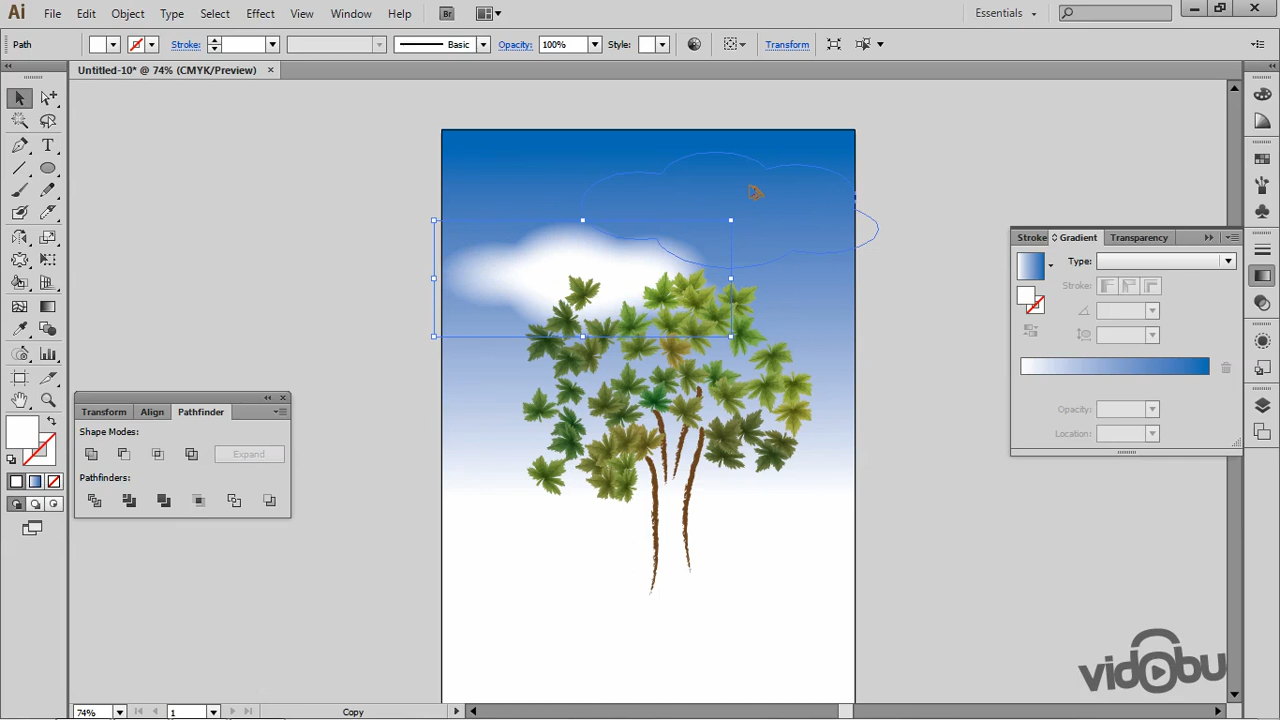 Ai File Edit Object Type Select Effect View Window Help Br Essentials
Path Stroke: Basic Opacity: 100% Style: Transform
Untitled-10* @ 74% (CMYK/Preview)
T
Stroke Gradient Transparency
Type:
Stroke:
Opacity:
Location:
Transform Align Pathfinder
Shape Modes:
Expand
Pathfinders:
vidobu
74% 1 Copy